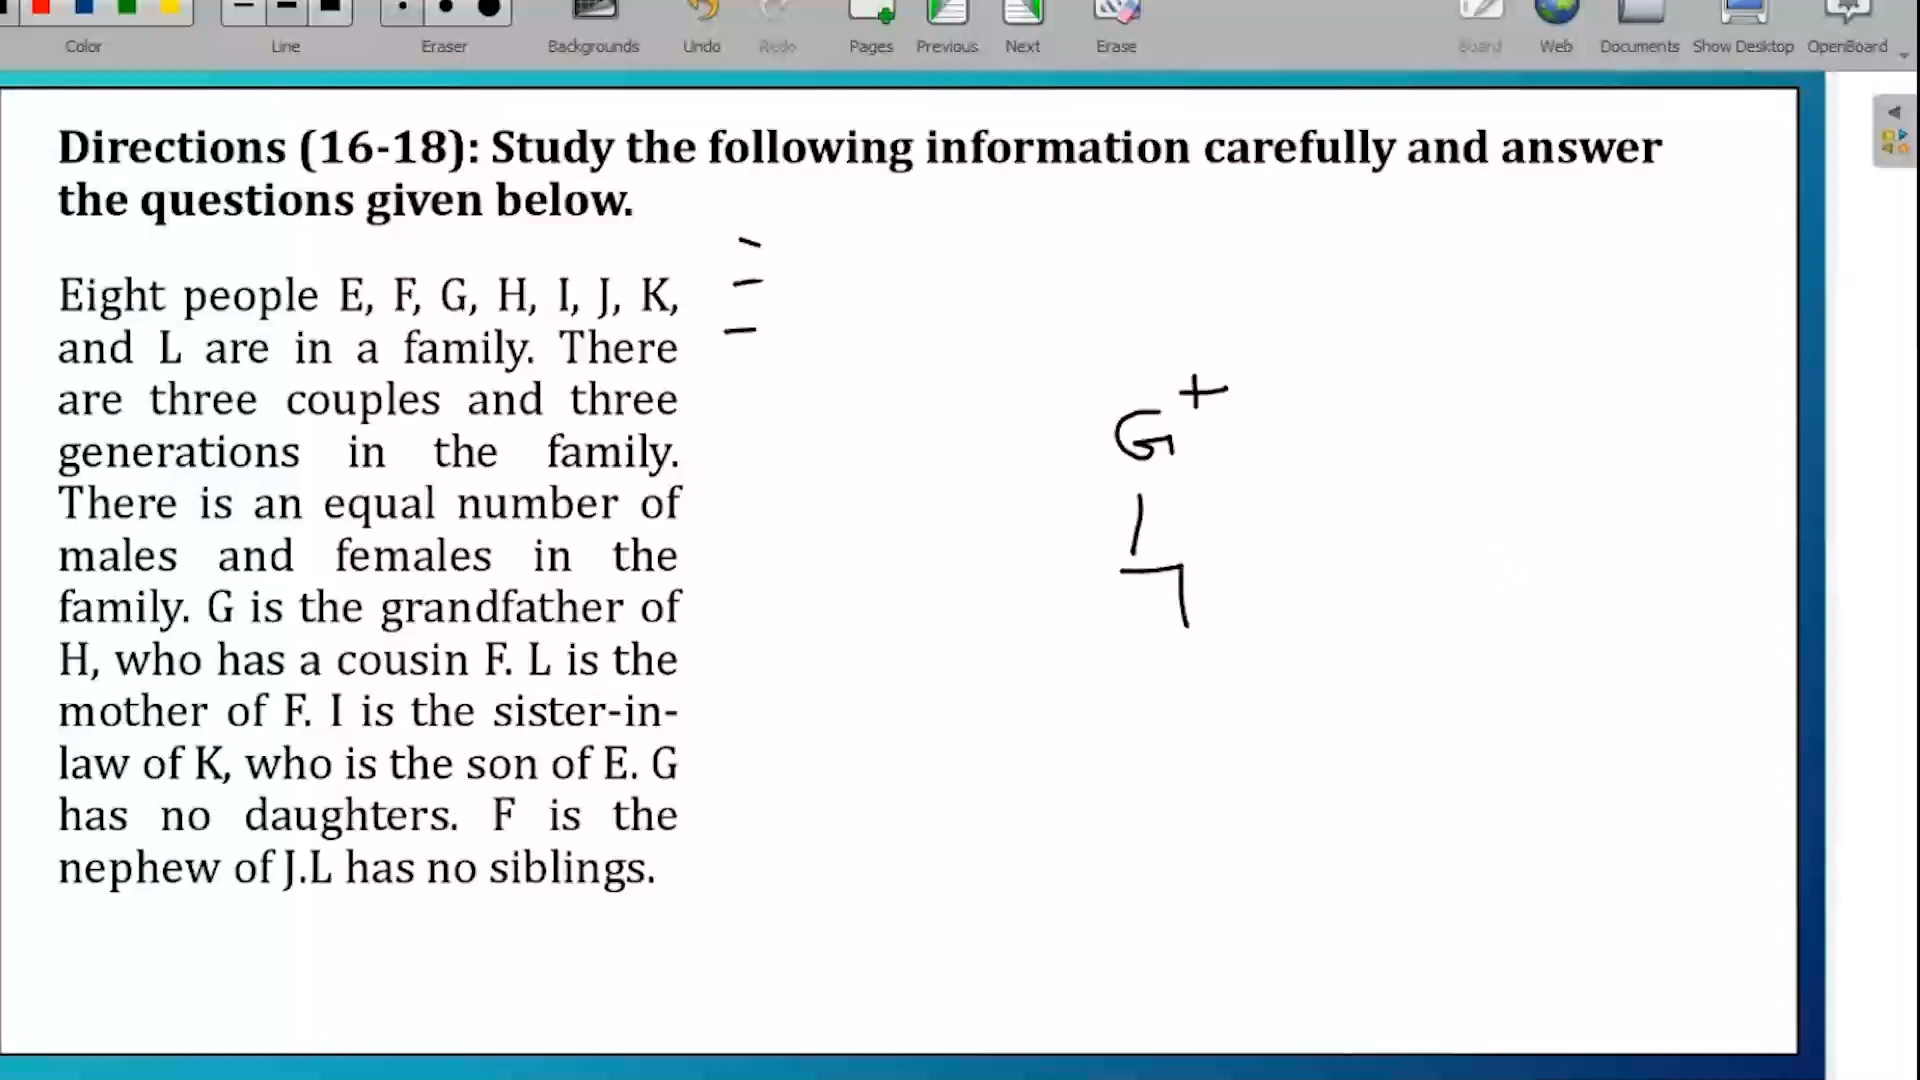 Color Line Eraser Backgrounds Undo Redo Pages Previous Next Erase Board Web Documents Show Desktop OpenBoard
Directions (16-18): Study the following information carefully and answer
the questions given below.
Eight people E, F, G, H, I, J, K,
and L are in a family. There
are three couples and three
generations in the family.
There is an equal number of
males and females in the
family. G is the grandfather of
H, who has a cousin F. L is the
mother of F. I is the sister-in-
law of K, who is the son of E. G
has no daughters. F is the
nephew of J.L has no siblings.
G +